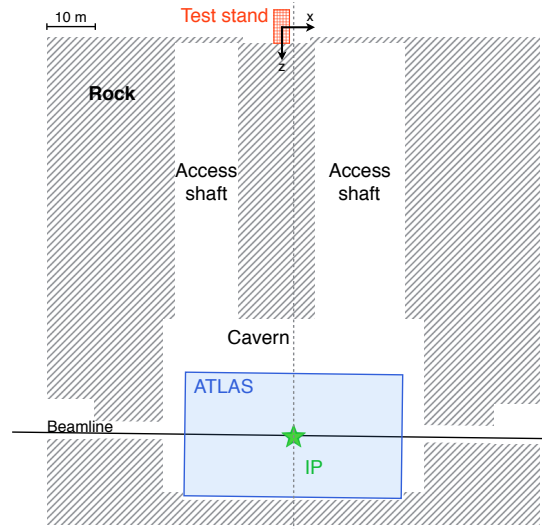 Test stand
10 m
x
z
Rock
Access
shaft
Access
shaft
Cavern
ATLAS
Beamline
IP